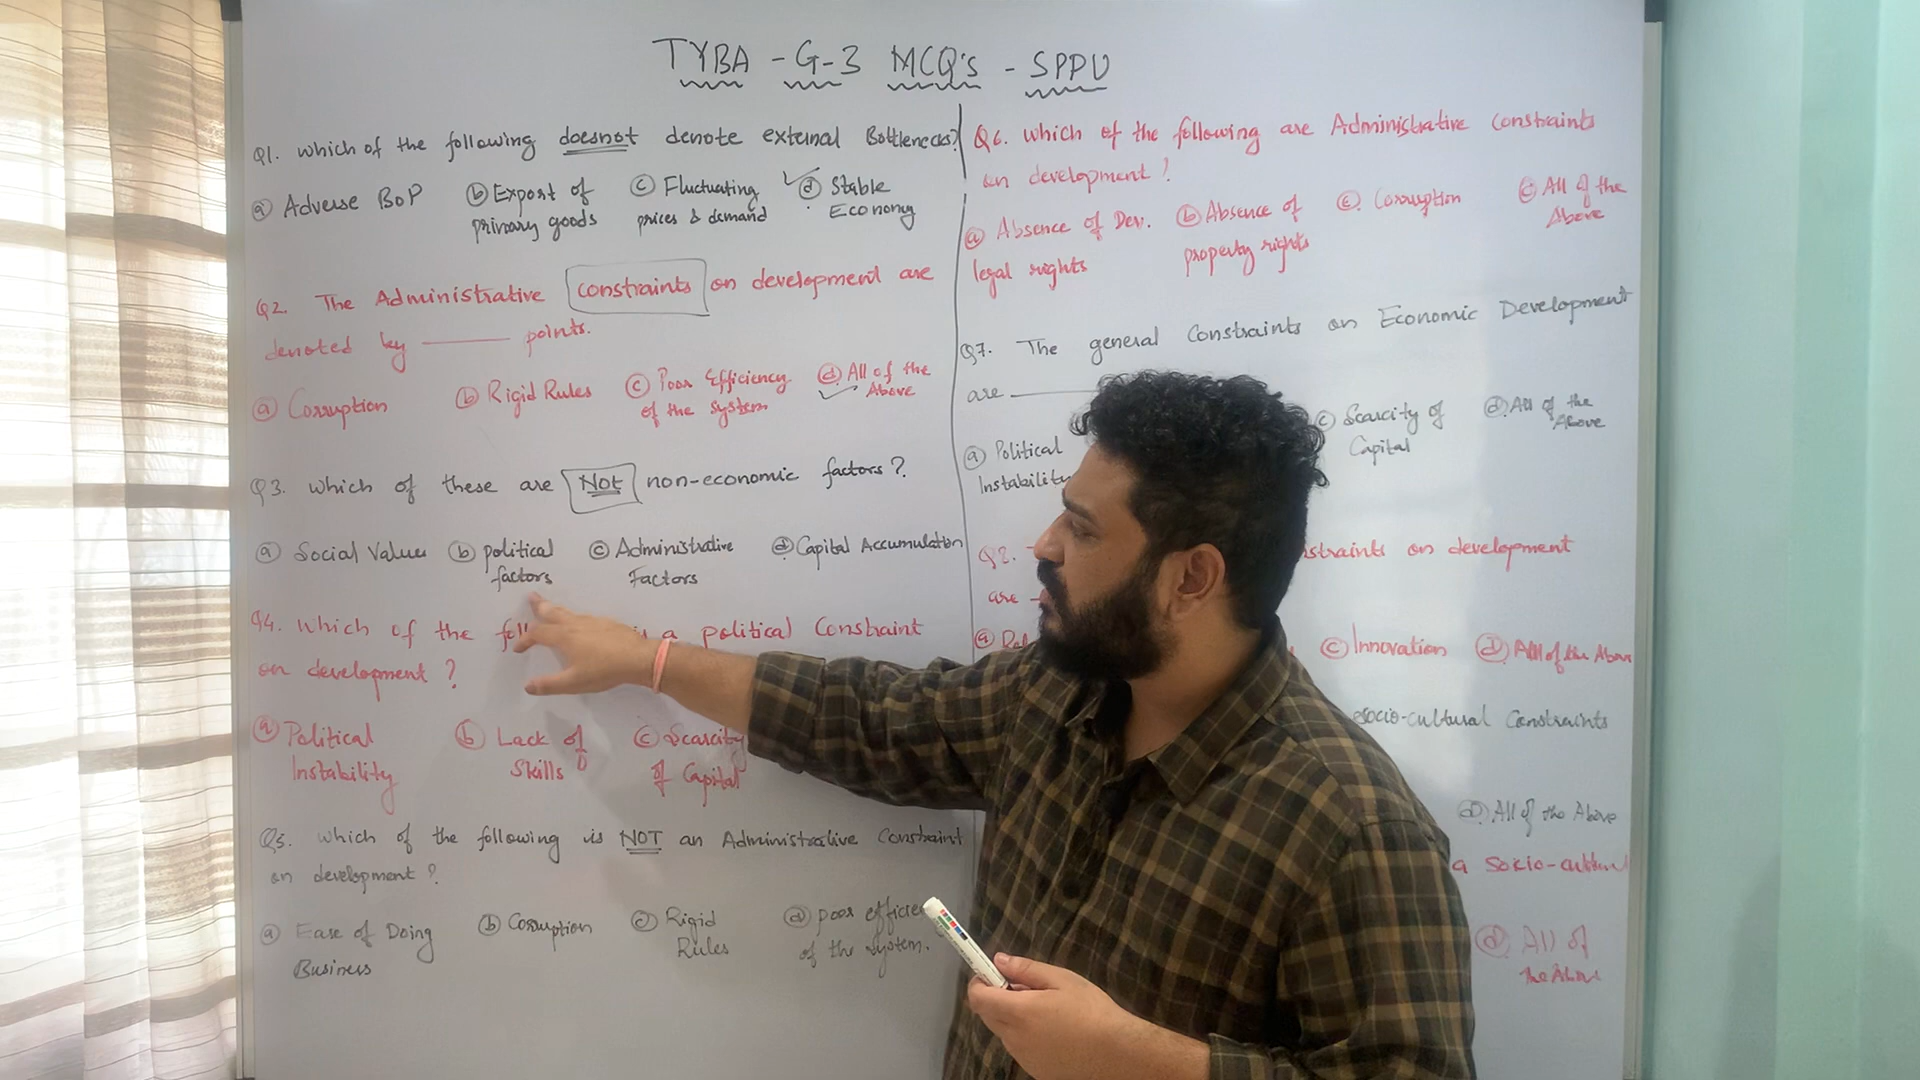 TYBA - G-3 MCQ's - SPPU
Q1. which of the following doesnot denote external Bottlenecks?
ⓐ Adverse BoP ⓑ Export of primary goods ⓒ Fluctuating prices & demand ⓓ Stable Economy
Q2. The Administrative constraints on development are
denoted by ______ points.
ⓐ Corruption ⓑ Rigid Rules ⓒ Poor Efficiency of the System ⓓ All of the Above
Q3. which of these are NOT non-economic factors?
ⓐ Social Values ⓑ political factors ⓒ Administrative Factors ⓓ Capital Accumulation
Q4. Which of the is a political Constraint
on development?
ⓐ Political Instability ⓑ Lack of Skills ⓒ Scarcity of Capital
Q5. which of the following is NOT an Administrative Constraint
on development?
ⓐ Ease of Doing Business ⓑ Corruption ⓒ Rigid Rules ⓓ poor of the system.
Q6. which of the following are Administrative Constraints
on development?
ⓐ Absence of Dev. legal rights ⓑ Absence of property rights ⓒ Corruption ⓒ All of the Above
Q7. The general Constraints on Economic Development
are ______
ⓐ Political Instability ⓒ Scarcity of Capital ⓓ All of the Above
on development
are
ⓐ ⓒ Innovation ⓓ All of the Above
socio-cultural Constraints
ⓓ All of the Above
a Socio-cultural
ⓓ All of the Above